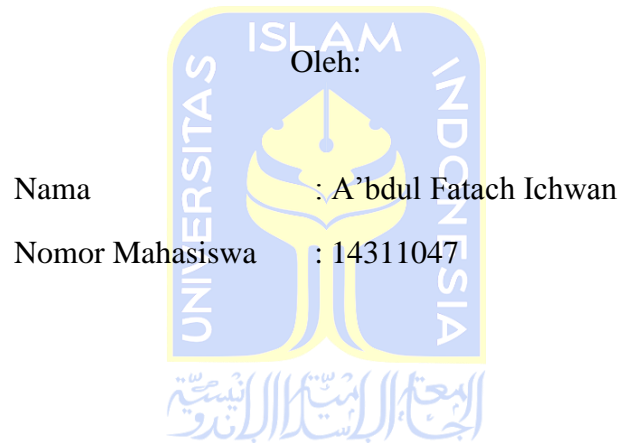 ISLAM
UNIVERSITAS
INDONESIA
Oleh:
Nama : A’bdul Fatach Ichwan
Nomor Mahasiswa : 14311047